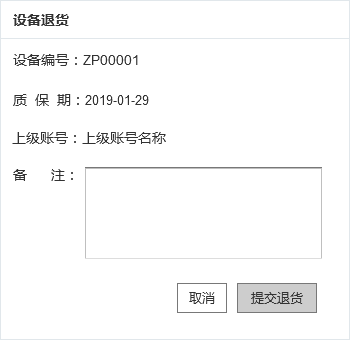 设备退货
设备编号：ZP00001
质 保 期：2019-01-29
上级账号：上级账号名称
备 注：
取消 提交退货